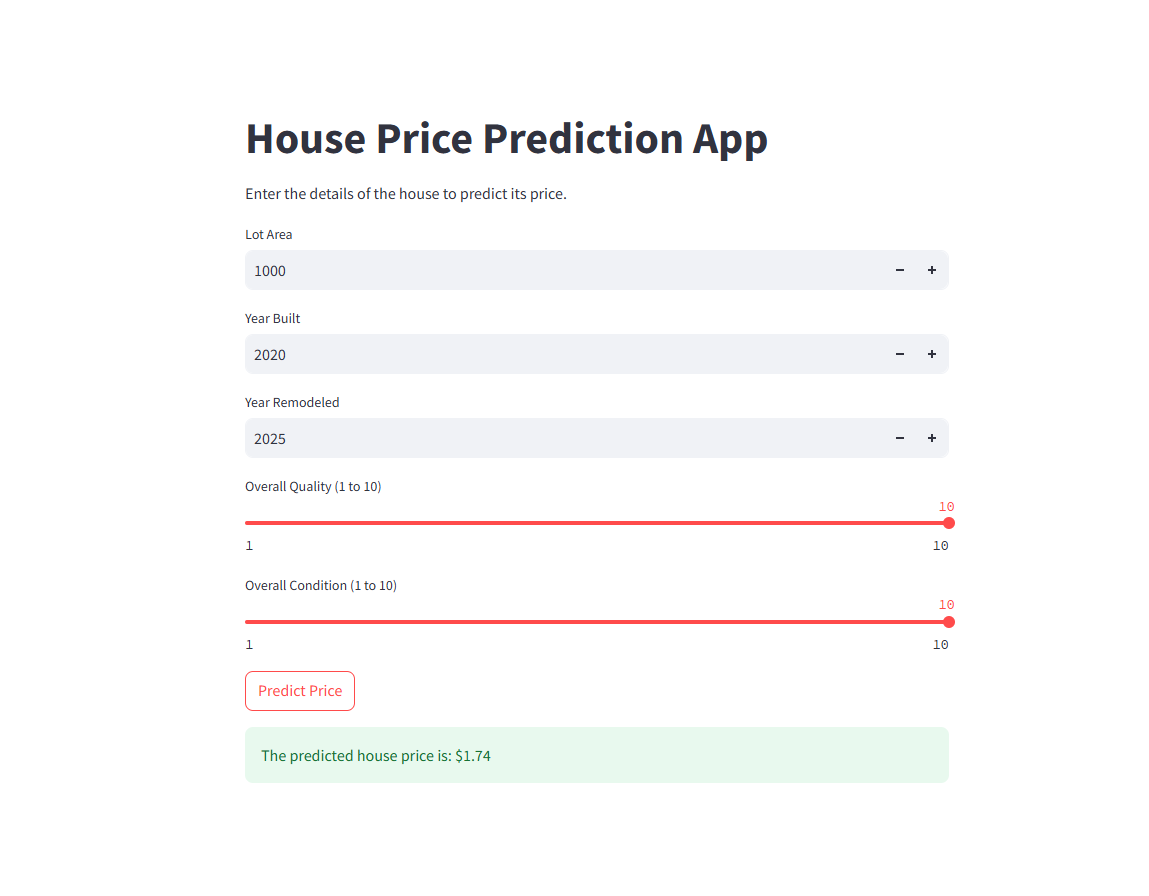 House Price Prediction App
Enter the details of the house to predict its price.
Lot Area
1000
Year Built
2020
Year Remodeled
2025
Overall Quality (1 to 10)
10
1 10
Overall Condition (1 to 10)
10
1 10
Predict Price
The predicted house price is: $1.74